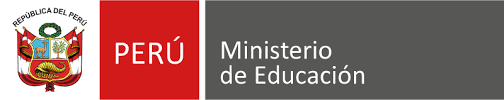 REPÚBLICA DEL PERÚ
PERÚ
Ministerio
de Educación